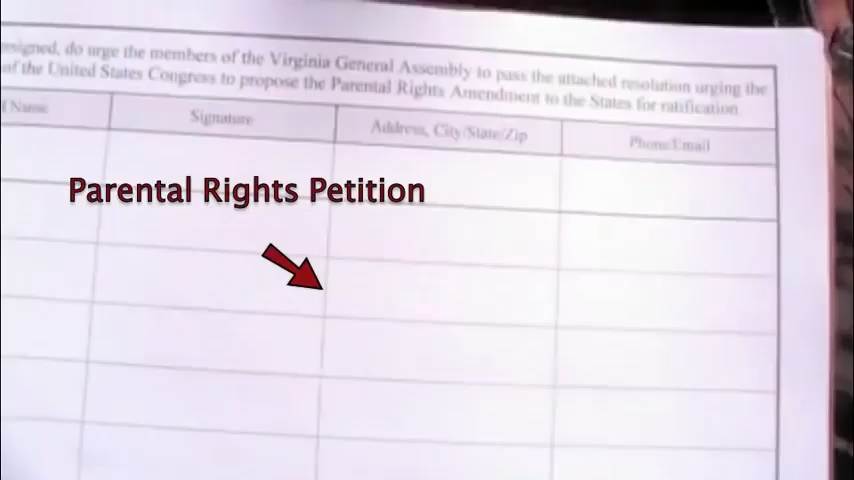 ersigned, do urge the members of the Virginia General Assembly to pass the attached resolution urging the
of the United States Congress to propose the Parental Rights Amendment to the States for ratification.
Name Signature Address, City/State/Zip Phone/Email
Parental Rights Petition